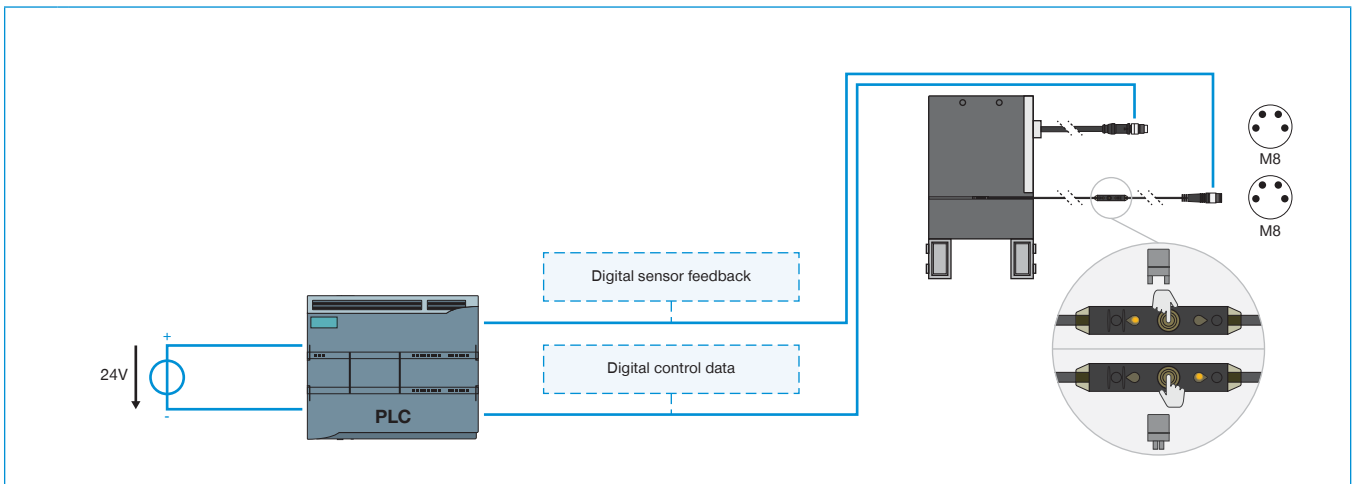 M8
M8
Digital sensor feedback
+
24V
Digital control data
-
PLC